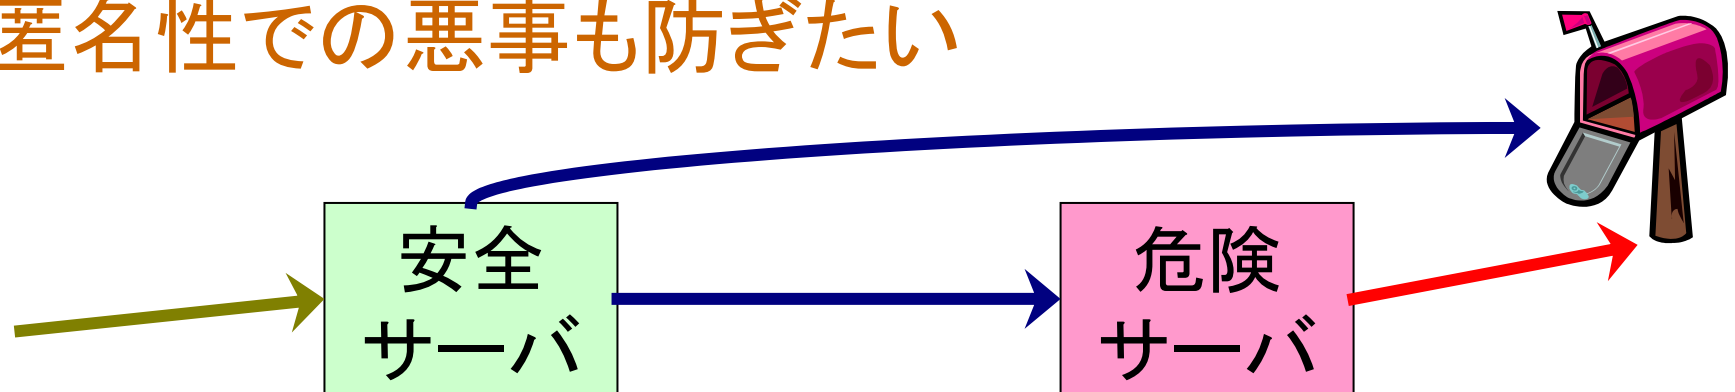 匿名性での悪事も防ぎたい
安全
サーバ
危険
サーバ